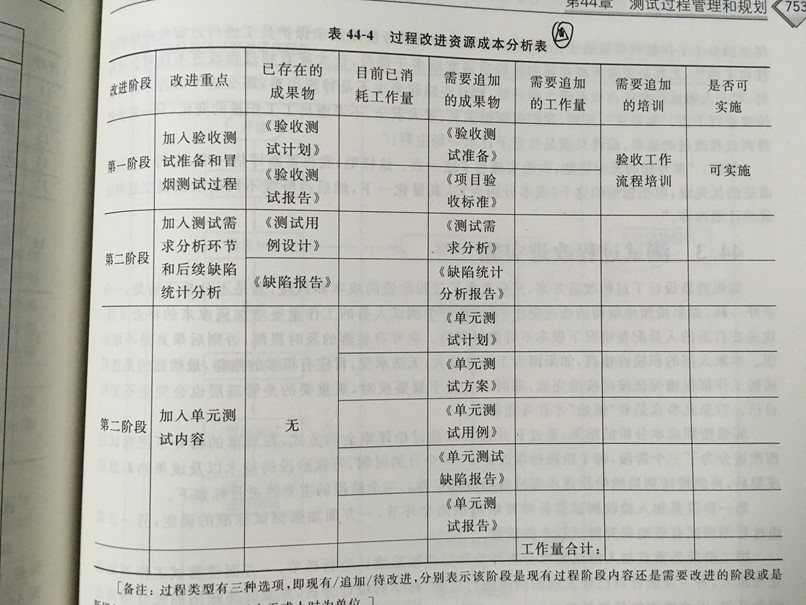 第44章 测试过程管理和规划 753
表 44-4 过程改进资源成本分析表
改进阶段 改进重点 已存在的成果物 目前已消耗工作量 需要追加的成果物 需要追加的工作量 需要追加的培训 是否可实施
第一阶段 加入验收测试准备和冒烟测试过程 《验收测试计划》 《验收测试准备》 验收工作流程培训 可实施
《验收测试报告》 《项目验收标准》
第二阶段 加入测试需求分析环节和后续缺陷统计分析 《测试用例设计》 《测试需求分析》
《缺陷报告》 《缺陷统计分析报告》
第二阶段 加入单元测试内容 无 《单元测试计划》
《单元测试方案》
《单元测试用例》
《单元测试缺陷报告》
《单元测试报告》
工作量合计：
[备注：过程类型有三种选项，即现有/追加/待改进，分别表示该阶段是现有过程阶段内容还是需要改进的阶段或是